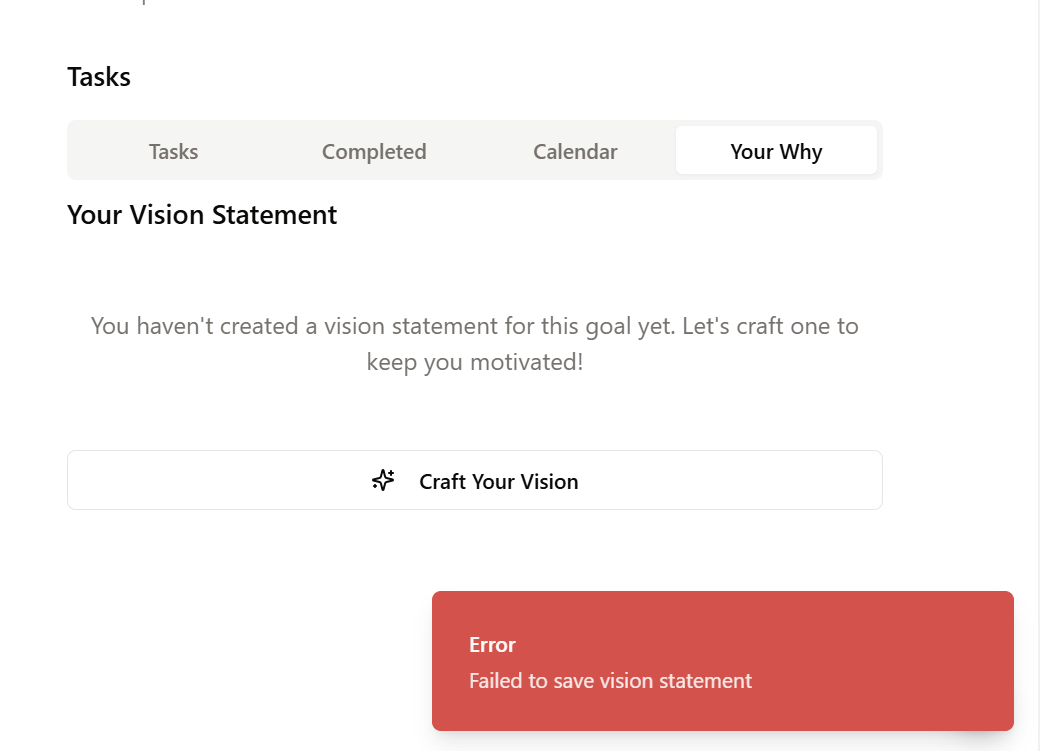 Tasks
Tasks
Completed
Calendar
Your Why
Your Vision Statement
You haven't created a vision statement for this goal yet. Let's craft one to
keep you motivated!
Craft Your Vision
Error
Failed to save vision statement